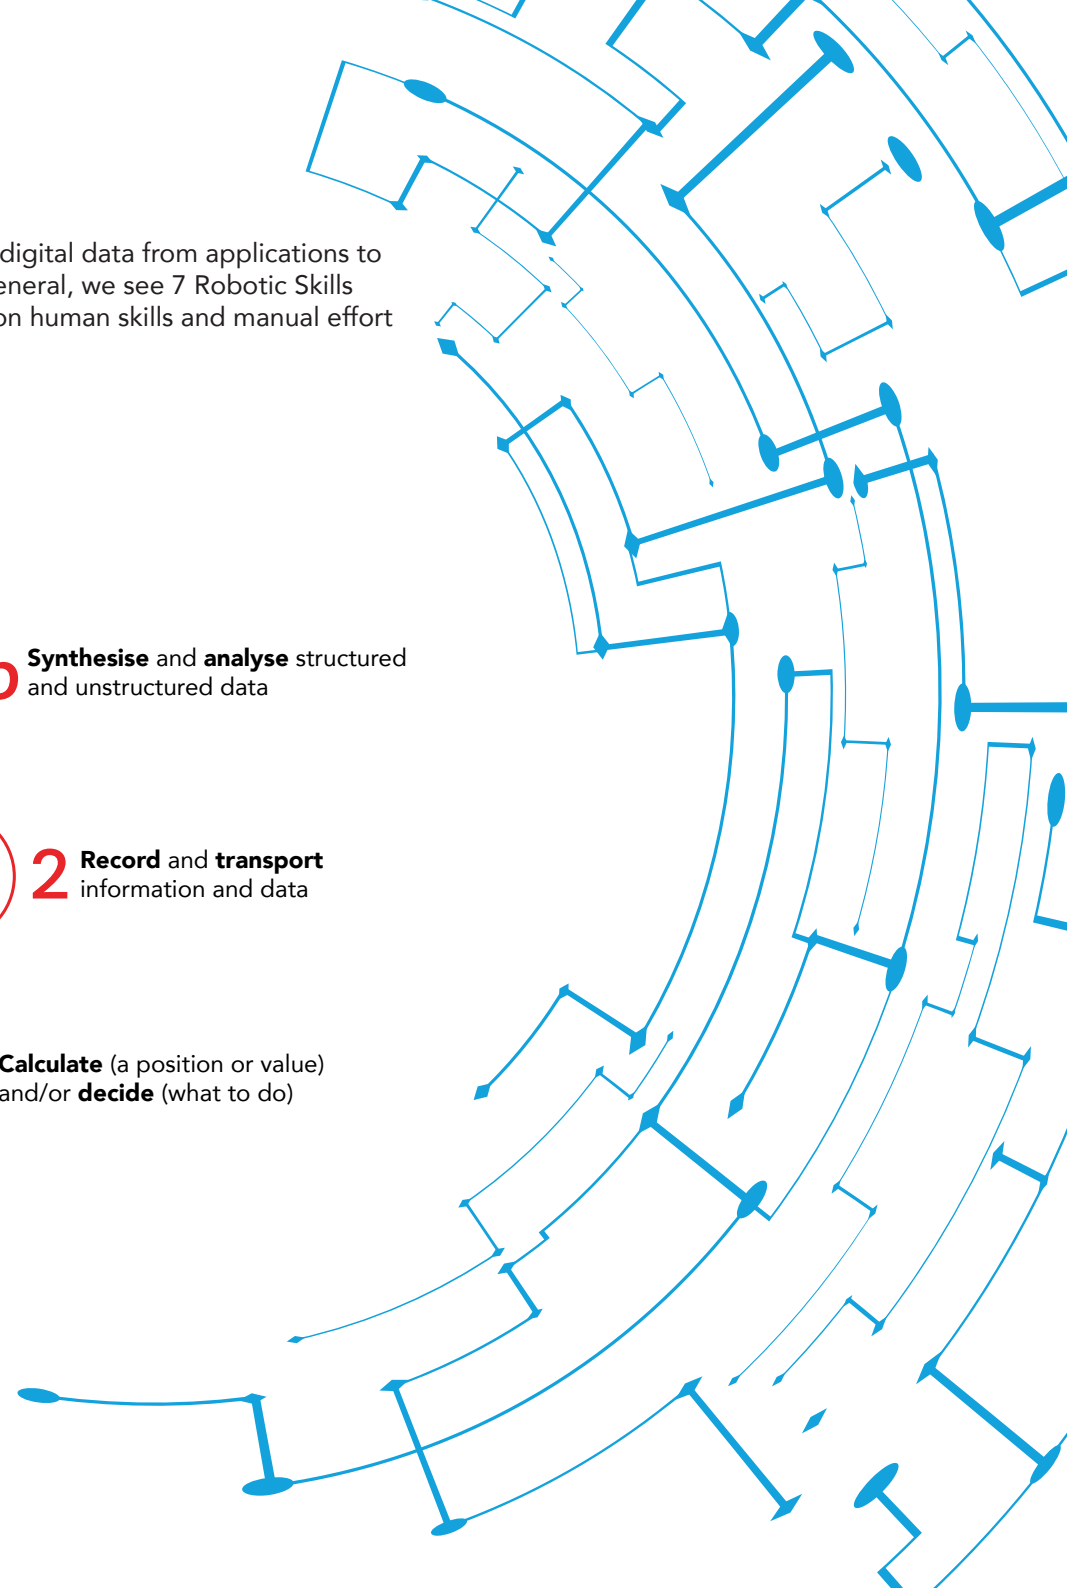 digital data from applications to
eneral, we see 7 Robotic Skills
on human skills and manual effort
Synthesise and analyse structured
and unstructured data
2 Record and transport
information and data
Calculate (a position or value)
and/or decide (what to do)